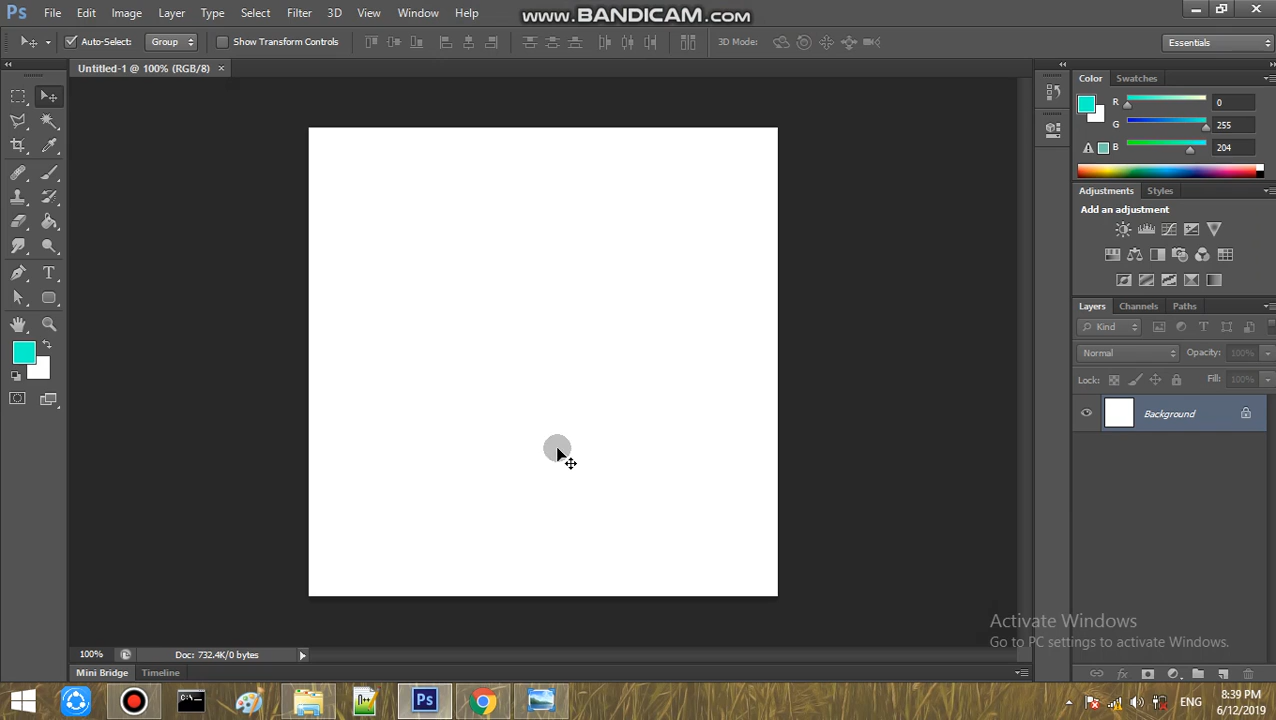 Ps File Edit Image Layer Type Select Filter 3D View Window Help
www.BANDICAM.com
Auto-Select: Group Show Transform Controls 3D Mode: Essentials
Untitled-1 @ 100% (RGB/8) ×
Color Swatches
R 0
G 255
B 204
Adjustments Styles
Add an adjustment
Layers Channels Paths
Kind
Normal Opacity: 100%
Lock: Fill: 100%
Background
Activate Windows
Go to PC settings to activate Windows.
100% Doc: 732.4K/0 bytes
Mini Bridge Timeline
Ps ENG 8:39 PM
6/12/2019